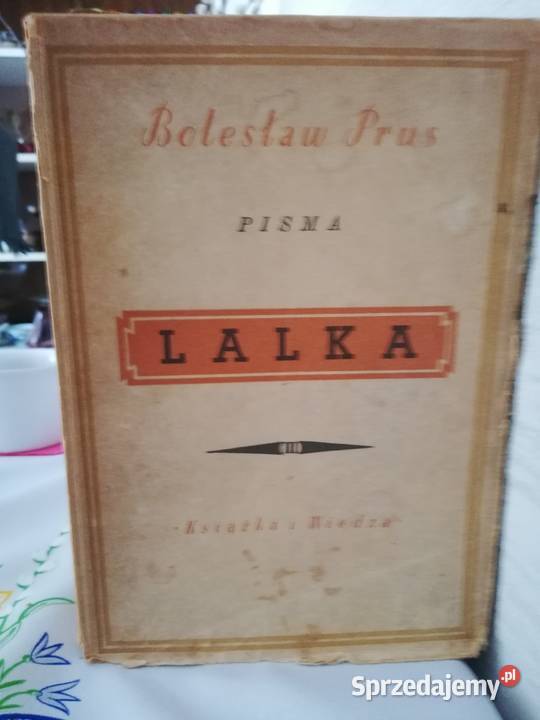 Bolesław Prus
PISMA
LALKA
Książka i Wiedza
Sprzedajemy.pl